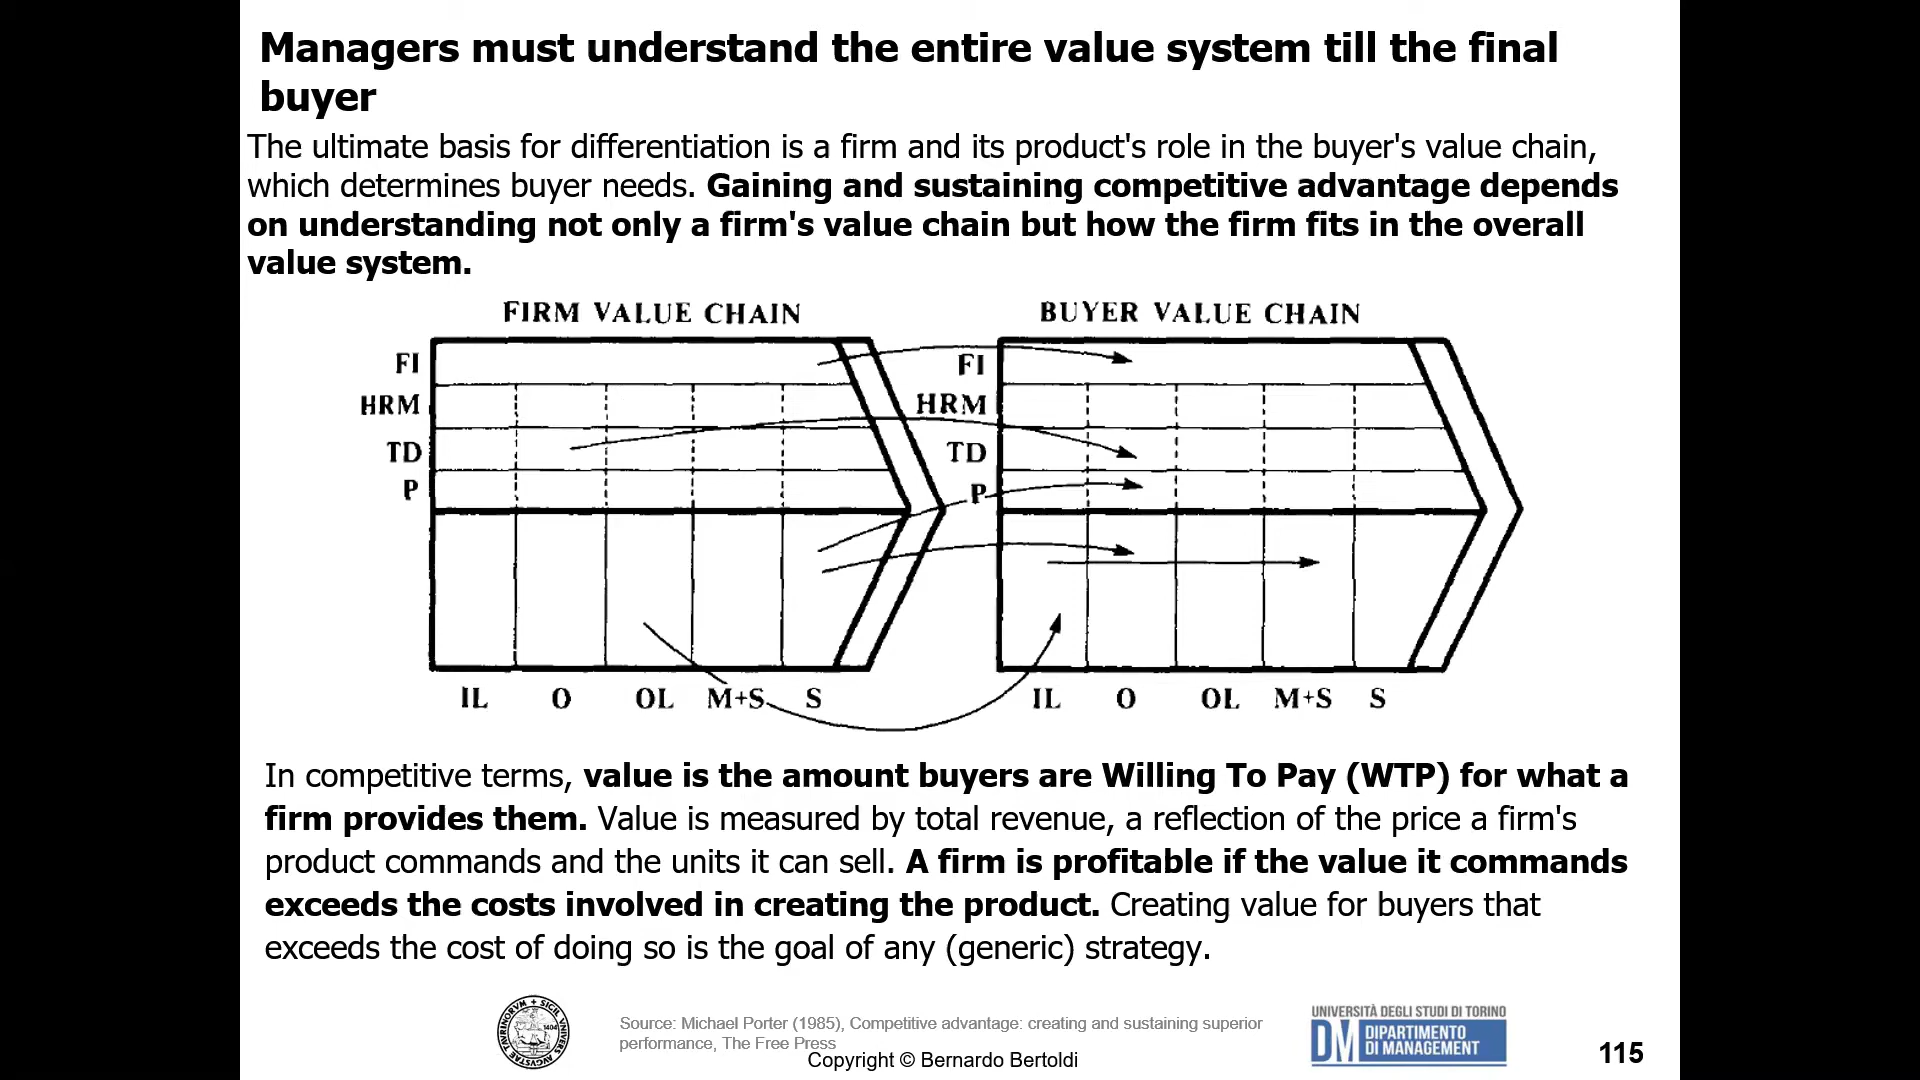 Managers must understand the entire value system till the final
buyer
The ultimate basis for differentiation is a firm and its product's role in the buyer's value chain,
which determines buyer needs. Gaining and sustaining competitive advantage depends
on understanding not only a firm's value chain but how the firm fits in the overall
value system.
FIRM VALUE CHAIN
BUYER VALUE CHAIN
FI
HRM
TD
P
IL O OL M+S S
FI
HRM
TD
P
IL O OL M+S S
In competitive terms, value is the amount buyers are Willing To Pay (WTP) for what a
firm provides them. Value is measured by total revenue, a reflection of the price a firm's
product commands and the units it can sell. A firm is profitable if the value it commands
exceeds the costs involved in creating the product. Creating value for buyers that
exceeds the cost of doing so is the goal of any (generic) strategy.
1404
Source: Michael Porter (1985), Competitive advantage: creating and sustaining superior
performance, The Free Press
Copyright © Bernardo Bertoldi
UNIVERSITÀ DEGLI STUDI DI TORINO
DM DIPARTIMENTO
DI MANAGEMENT
115